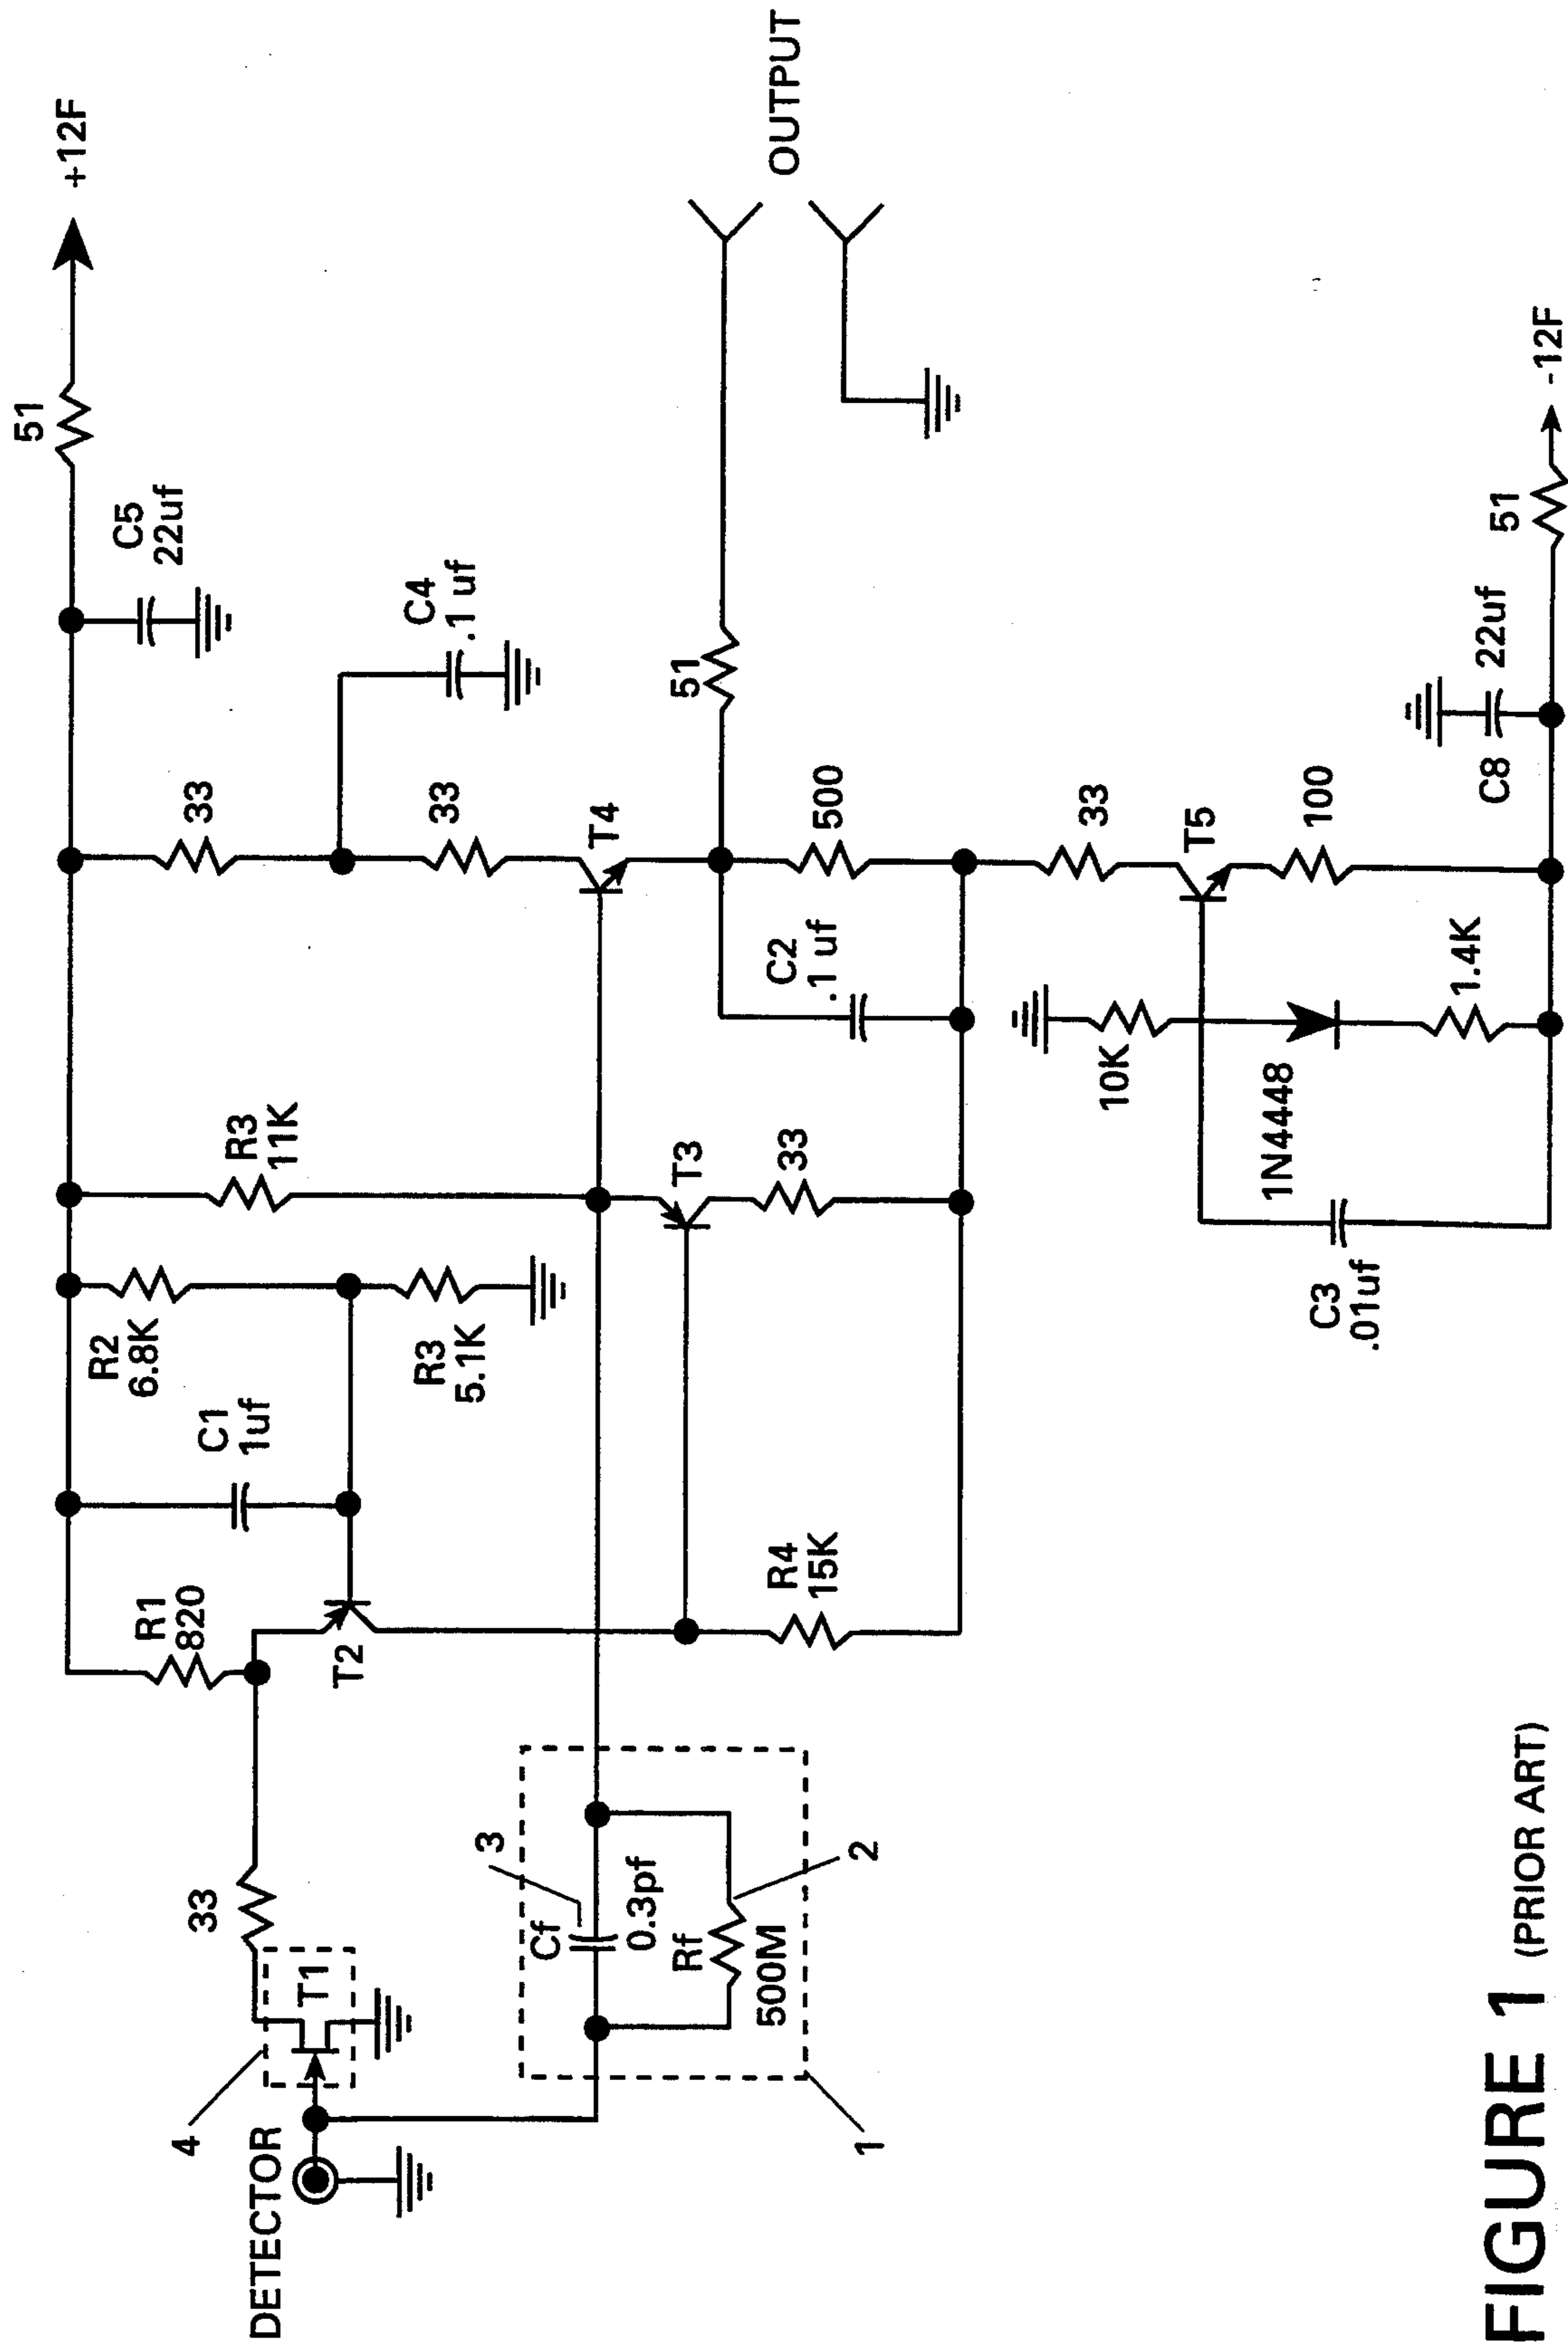 DETECTOR
4
33
T1
3
Cf
0.3pf
Rf
500M
2
1
R1
820
T2
C1
1uf
R2
6.8K
R3
5.1K
R3
11K
R4
15K
T3
33
33
33
T4
C4
.1 uf
C5
22uf
51
+12F
C2
.1 uf
500
51
OUTPUT
10K
1N4448
C3
.01uf
1.4K
33
T5
100
C8
22uf
51
-12F
FIGURE 1 (PRIOR ART)